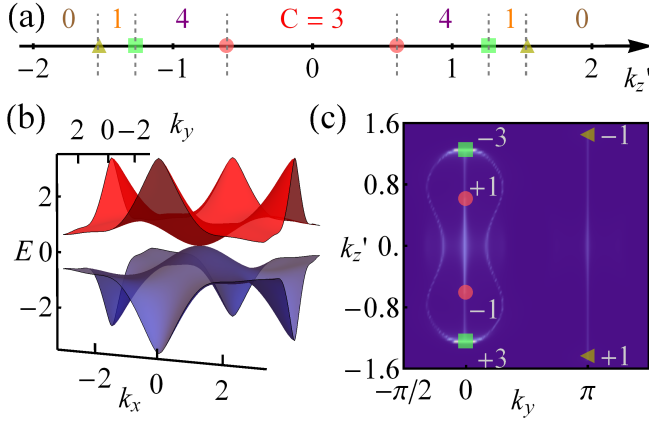 (a) 0 1 4 C = 3 4 1 0
-2 -1 0 1 2 k_z'
(b) 2 0 -2 k_y
2
E 0
-2
-2 0 2
k_x
(c) 1.6 -3 -1
0.8 +1
k_z' 0.
-0.8 -1
-1.6 +3 +1
-π/2 0 π
k_y